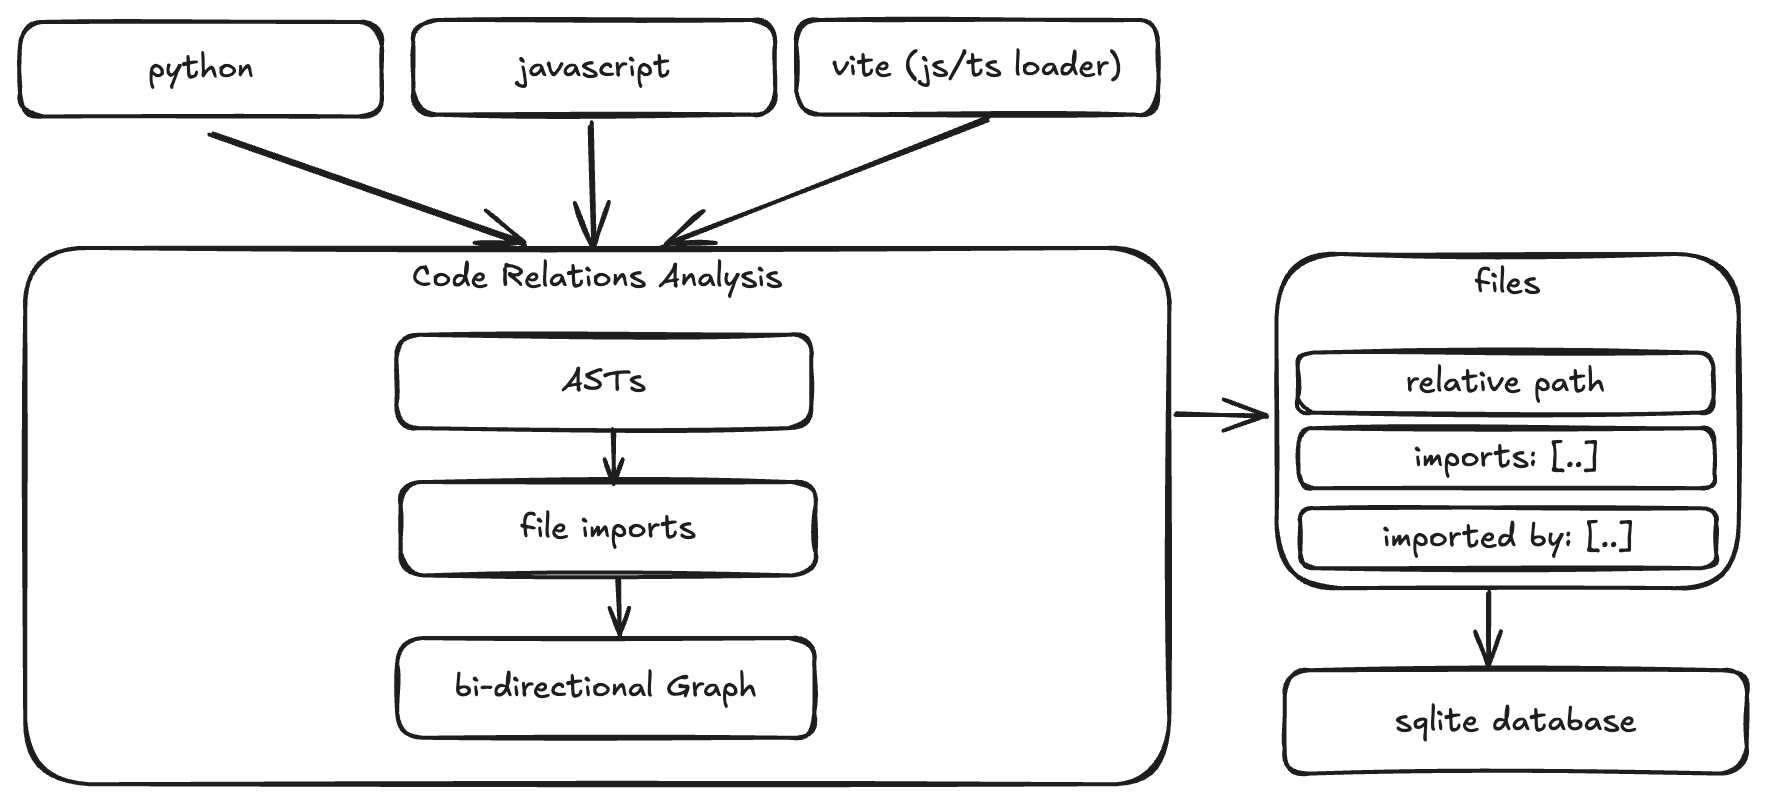 python
javascript
vite (js/ts loader)
Code Relations Analysis
ASTs
file imports
bi-directional Graph
files
relative path
imports: [..]
imported by: [..]
sqlite database